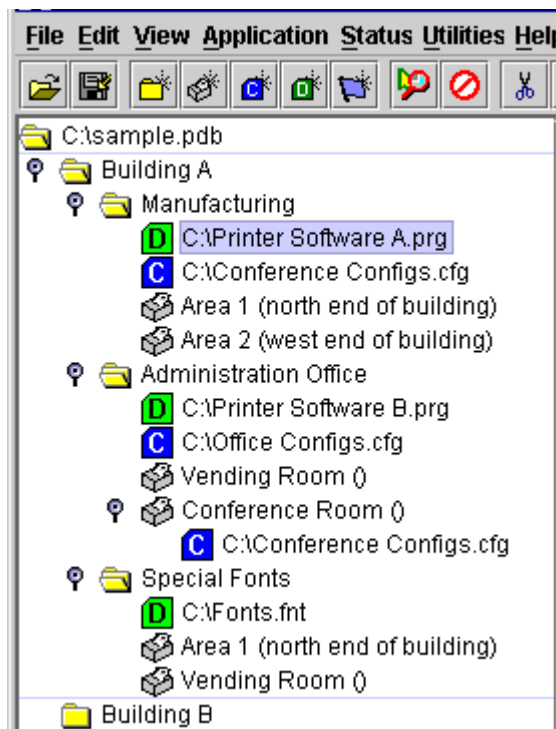 File Edit View Application Status Utilities Help
C D
C:\sample.pdb
Building A
Manufacturing
D C:\Printer Software A.prg
C C:\Conference Configs.cfg
Area 1 (north end of building)
Area 2 (west end of building)
Administration Office
D C:\Printer Software B.prg
C C:\Office Configs.cfg
Vending Room ()
Conference Room ()
C C:\Conference Configs.cfg
Special Fonts
D C:\Fonts.fnt
Area 1 (north end of building)
Vending Room ()
Building B